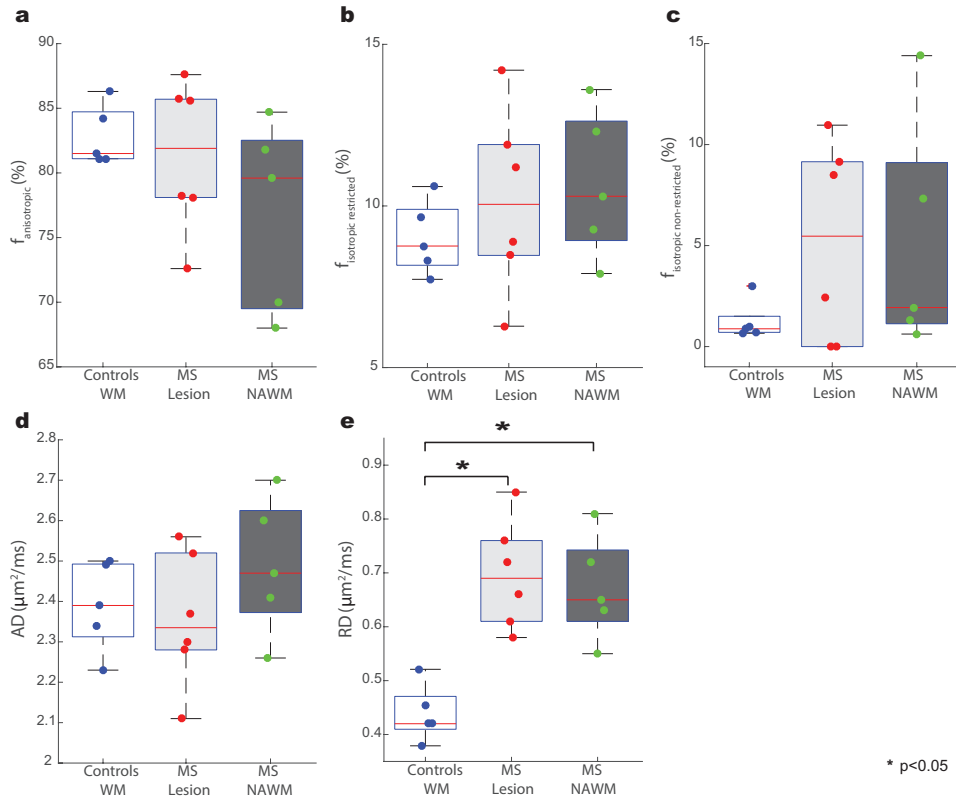 a
90
85
80
75
70
65
f anisotropic (%)
Controls WM
MS Lesion
MS NAWM
b
15
10
5
f isotropic restricted (%)
Controls WM
MS Lesion
MS NAWM
c
15
10
5
0
f isotropic non-restricted (%)
Controls WM
MS Lesion
MS NAWM
d
2.8
2.7
2.6
2.5
2.4
2.3
2.2
2.1
2
AD (µm²/ms)
Controls WM
MS Lesion
MS NAWM
e
*
*
0.9
0.8
0.7
0.6
0.5
0.4
RD (µm²/ms)
Controls WM
MS Lesion
MS NAWM
* p<0.05